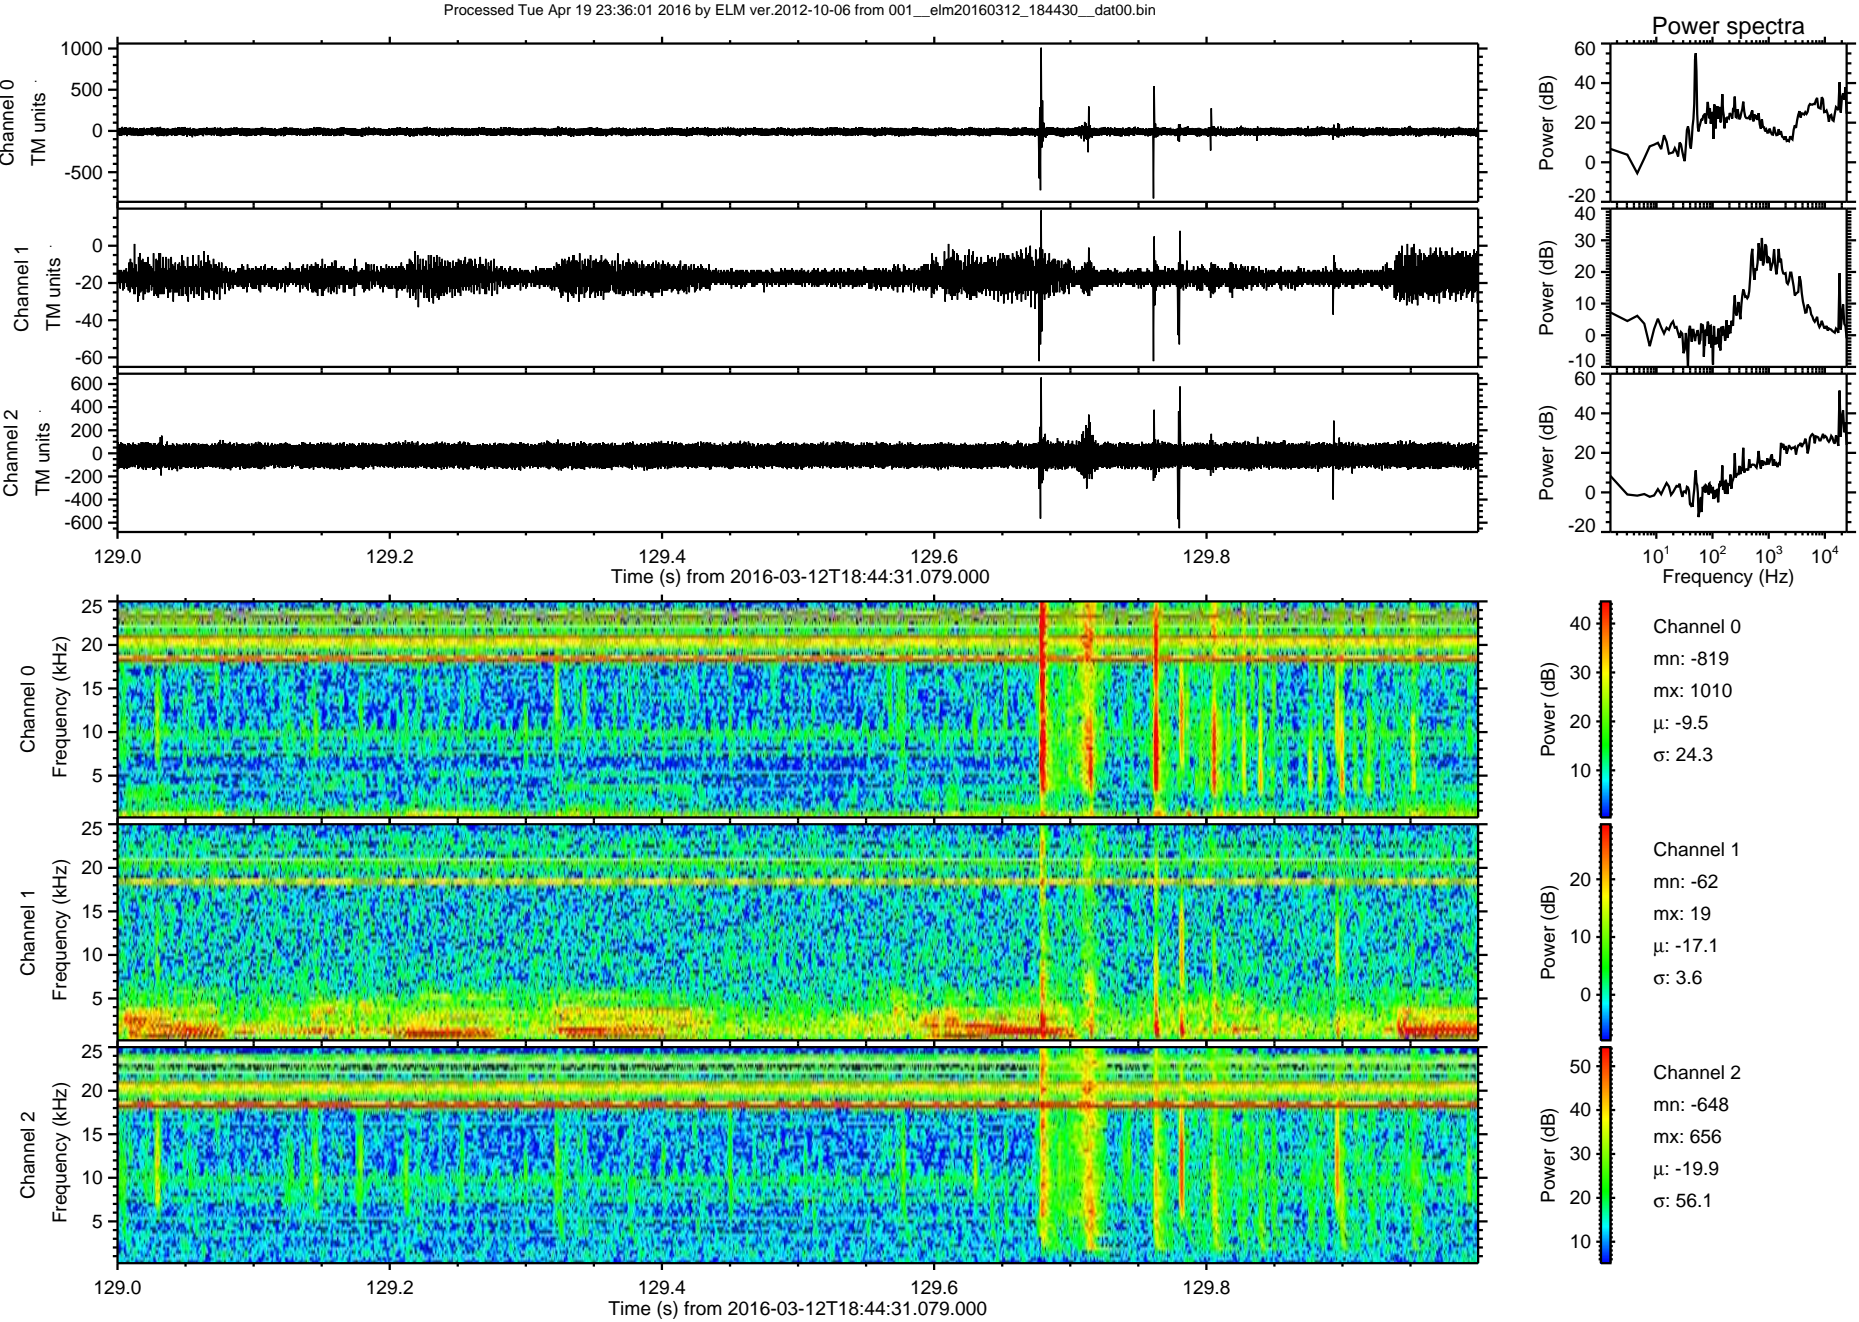 Processed Tue Apr 19 23:36:01 2016 by ELM ver.2012-10-06 from 001__elm20160312_184430__dat00.bin
Power spectra
Channel 0
TM units
1000
500
0
-500
Power (dB)
60
40
20
0
-20
Channel 1
TM units
0
-20
-40
-60
Power (dB)
40
30
20
10
0
-10
Channel 2
TM units
600
400
200
0
-200
-400
-600
Power (dB)
60
40
20
0
-20
129.0 129.2 129.4 129.6 129.8
Time (s) from 2016-03-12T18:44:31.079.000
10^1 10^2 10^3 10^4
Frequency (Hz)
Channel 0
Frequency (kHz)
25
20
15
10
5
Power (dB)
40
30
20
10
Channel 0
mn: -819
mx: 1010
μ: -9.5
σ: 24.3
Channel 1
Frequency (kHz)
25
20
15
10
5
Power (dB)
20
10
0
Channel 1
mn: -62
mx: 19
μ: -17.1
σ: 3.6
Channel 2
Frequency (kHz)
25
20
15
10
5
Power (dB)
50
40
30
20
10
Channel 2
mn: -648
mx: 656
μ: -19.9
σ: 56.1
129.0 129.2 129.4 129.6 129.8
Time (s) from 2016-03-12T18:44:31.079.000